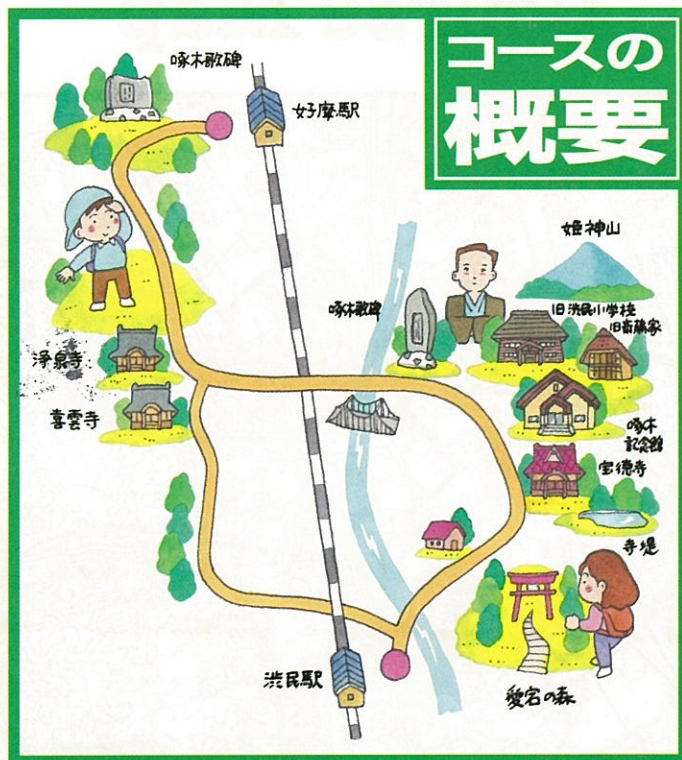 コースの
概要
啄木歌碑
好摩駅
姫神山
啄木歌碑
旧渋民小学校
旧斎藤家
浄泉寺
喜雲寺
啄木
記念館
宝徳寺
寺堤
渋民駅
愛宕の森